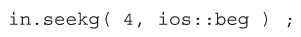 in.seekg( 4, ios::beg ) ;